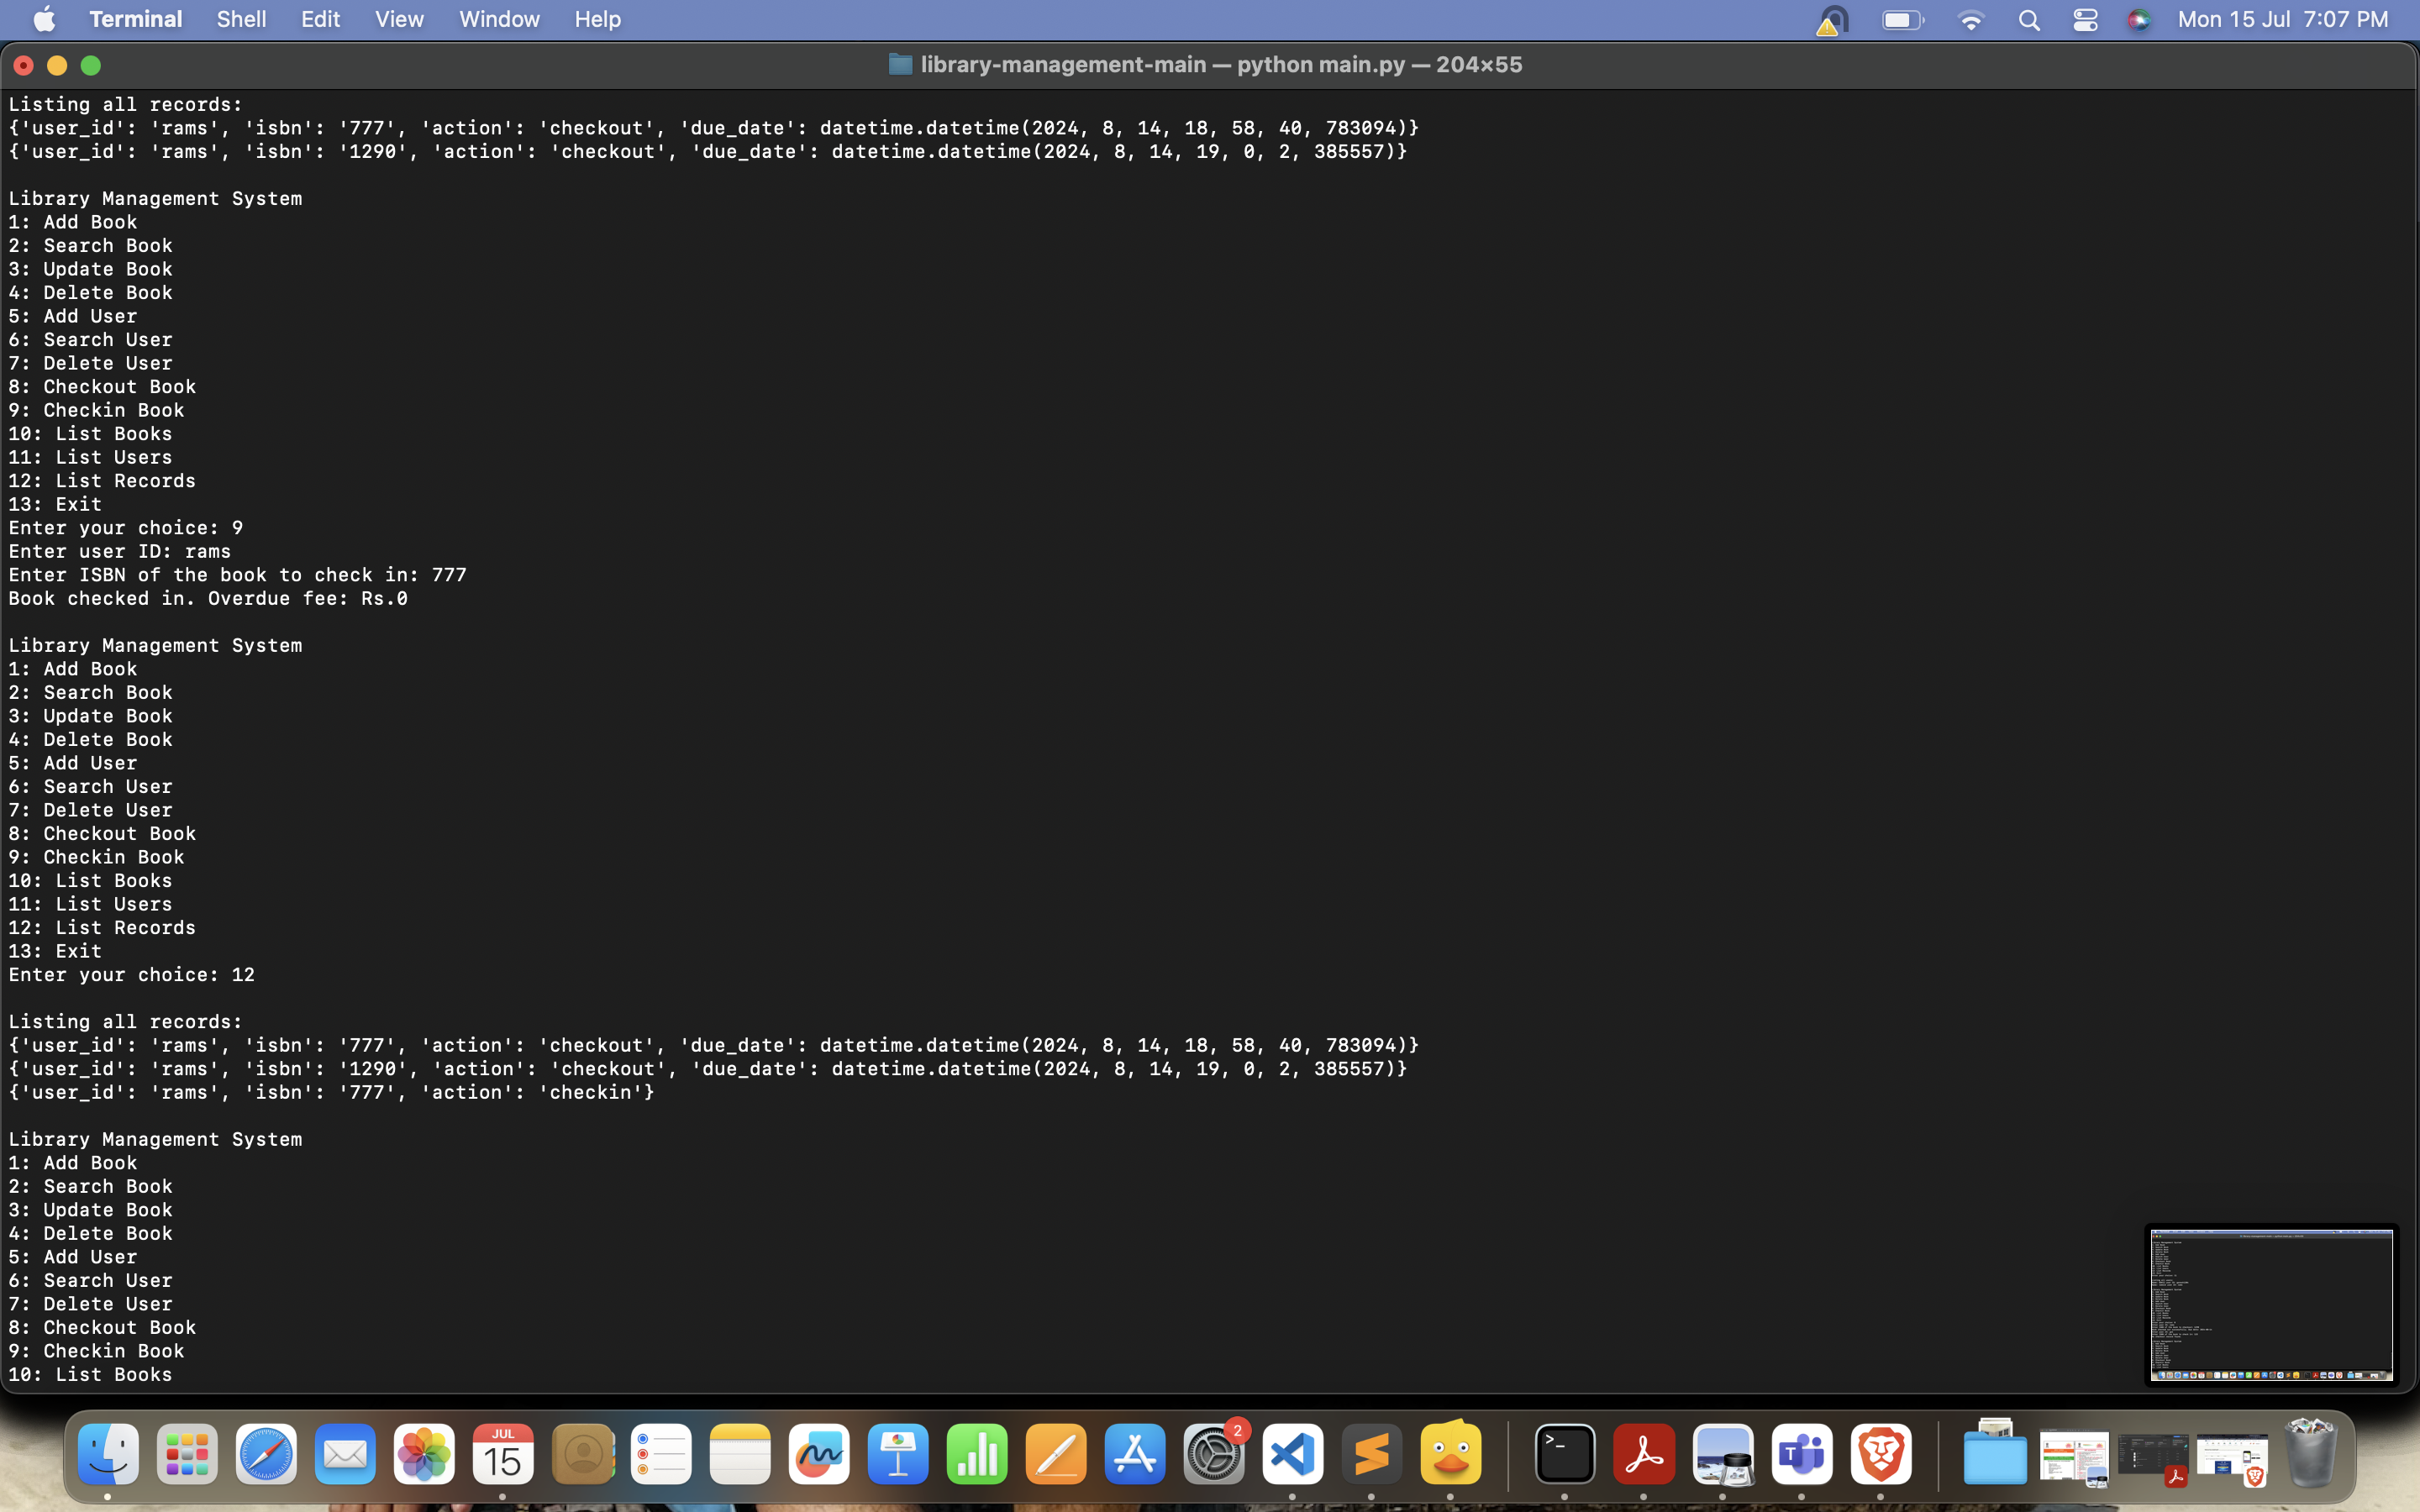 Terminal Shell Edit View Window Help Mon 15 Jul 7:07 PM
library-management-main — python main.py — 204×55
Listing all records:
{'user_id': 'rams', 'isbn': '777', 'action': 'checkout', 'due_date': datetime.datetime(2024, 8, 14, 18, 58, 40, 783094)}
{'user_id': 'rams', 'isbn': '1290', 'action': 'checkout', 'due_date': datetime.datetime(2024, 8, 14, 19, 0, 2, 385557)}
Library Management System
1: Add Book
2: Search Book
3: Update Book
4: Delete Book
5: Add User
6: Search User
7: Delete User
8: Checkout Book
9: Checkin Book
10: List Books
11: List Users
12: List Records
13: Exit
Enter your choice: 9
Enter user ID: rams
Enter ISBN of the book to check in: 777
Book checked in. Overdue fee: Rs.0
Library Management System
1: Add Book
2: Search Book
3: Update Book
4: Delete Book
5: Add User
6: Search User
7: Delete User
8: Checkout Book
9: Checkin Book
10: List Books
11: List Users
12: List Records
13: Exit
Enter your choice: 12
Listing all records:
{'user_id': 'rams', 'isbn': '777', 'action': 'checkout', 'due_date': datetime.datetime(2024, 8, 14, 18, 58, 40, 783094)}
{'user_id': 'rams', 'isbn': '1290', 'action': 'checkout', 'due_date': datetime.datetime(2024, 8, 14, 19, 0, 2, 385557)}
{'user_id': 'rams', 'isbn': '777', 'action': 'checkin'}
Library Management System
1: Add Book
2: Search Book
3: Update Book
4: Delete Book
5: Add User
6: Search User
7: Delete User
8: Checkout Book
9: Checkin Book
10: List Books
JUL
15
2
>_
T